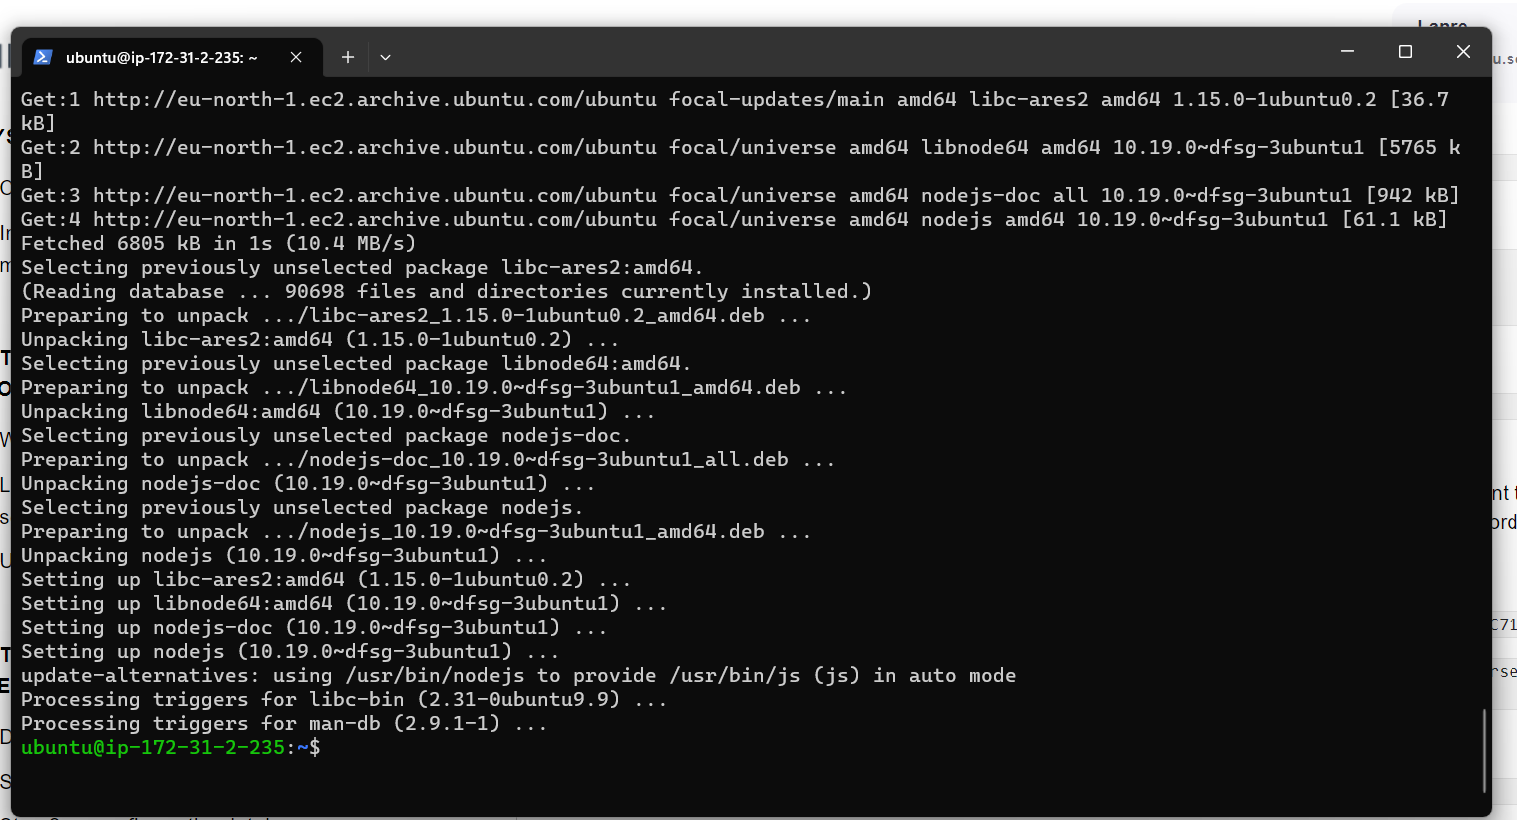 Lanre
ubuntu@ip-172-31-2-235: ~
Get:1 http://eu-north-1.ec2.archive.ubuntu.com/ubuntu focal-updates/main amd64 libc-ares2 amd64 1.15.0-1ubuntu0.2 [36.7
kB]
Get:2 http://eu-north-1.ec2.archive.ubuntu.com/ubuntu focal/universe amd64 libnode64 amd64 10.19.0~dfsg-3ubuntu1 [5765 k
B]
Get:3 http://eu-north-1.ec2.archive.ubuntu.com/ubuntu focal/universe amd64 nodejs-doc all 10.19.0~dfsg-3ubuntu1 [942 kB]
Get:4 http://eu-north-1.ec2.archive.ubuntu.com/ubuntu focal/universe amd64 nodejs amd64 10.19.0~dfsg-3ubuntu1 [61.1 kB]
Fetched 6805 kB in 1s (10.4 MB/s)
Selecting previously unselected package libc-ares2:amd64.
(Reading database ... 90698 files and directories currently installed.)
Preparing to unpack .../libc-ares2_1.15.0-1ubuntu0.2_amd64.deb ...
Unpacking libc-ares2:amd64 (1.15.0-1ubuntu0.2) ...
Selecting previously unselected package libnode64:amd64.
Preparing to unpack .../libnode64_10.19.0~dfsg-3ubuntu1_amd64.deb ...
Unpacking libnode64:amd64 (10.19.0~dfsg-3ubuntu1) ...
Selecting previously unselected package nodejs-doc.
Preparing to unpack .../nodejs-doc_10.19.0~dfsg-3ubuntu1_all.deb ...
Unpacking nodejs-doc (10.19.0~dfsg-3ubuntu1) ...
Selecting previously unselected package nodejs.
Preparing to unpack .../nodejs_10.19.0~dfsg-3ubuntu1_amd64.deb ...
Unpacking nodejs (10.19.0~dfsg-3ubuntu1) ...
Setting up libc-ares2:amd64 (1.15.0-1ubuntu0.2) ...
Setting up libnode64:amd64 (10.19.0~dfsg-3ubuntu1) ...
Setting up nodejs-doc (10.19.0~dfsg-3ubuntu1) ...
Setting up nodejs (10.19.0~dfsg-3ubuntu1) ...
update-alternatives: using /usr/bin/nodejs to provide /usr/bin/js (js) in auto mode
Processing triggers for libc-bin (2.31-0ubuntu9.9) ...
Processing triggers for man-db (2.9.1-1) ...
ubuntu@ip-172-31-2-235:~$